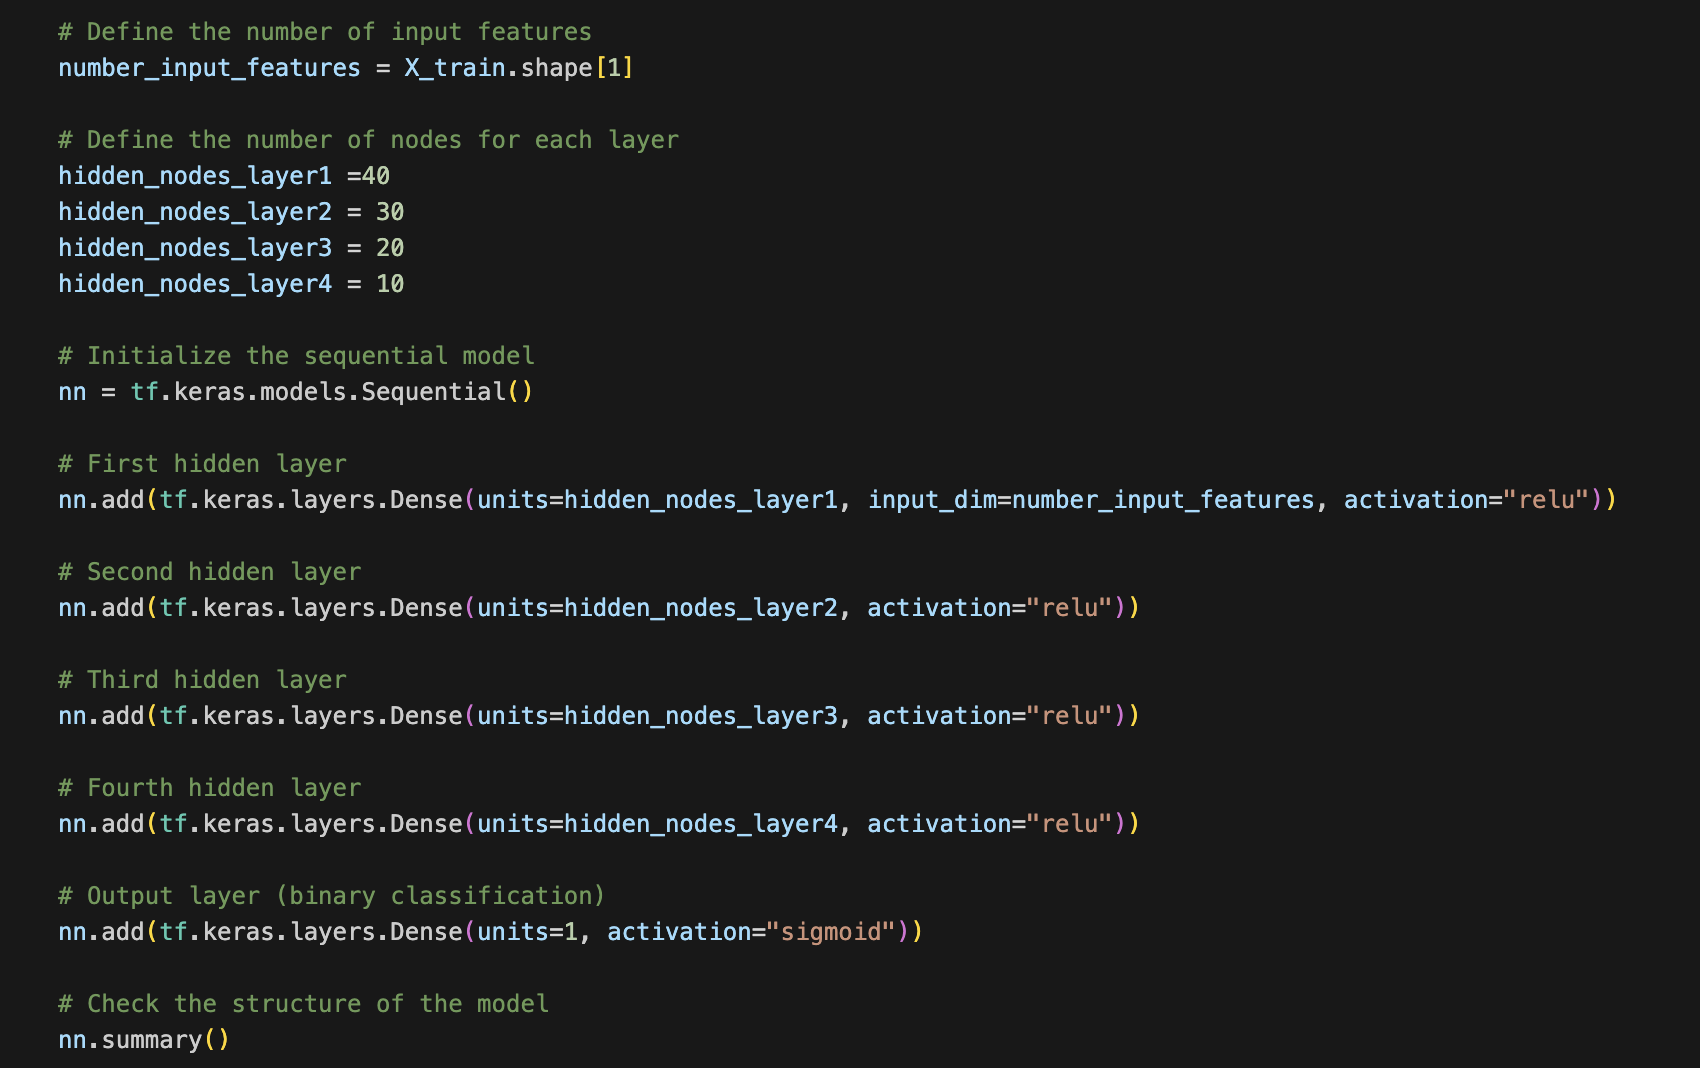 # Define the number of input features
number_input_features = X_train.shape[1]
# Define the number of nodes for each layer
hidden_nodes_layer1 =40
hidden_nodes_layer2 = 30
hidden_nodes_layer3 = 20
hidden_nodes_layer4 = 10
# Initialize the sequential model
nn = tf.keras.models.Sequential()
# First hidden layer
nn.add(tf.keras.layers.Dense(units=hidden_nodes_layer1, input_dim=number_input_features, activation="relu"))
# Second hidden layer
nn.add(tf.keras.layers.Dense(units=hidden_nodes_layer2, activation="relu"))
# Third hidden layer
nn.add(tf.keras.layers.Dense(units=hidden_nodes_layer3, activation="relu"))
# Fourth hidden layer
nn.add(tf.keras.layers.Dense(units=hidden_nodes_layer4, activation="relu"))
# Output layer (binary classification)
nn.add(tf.keras.layers.Dense(units=1, activation="sigmoid"))
# Check the structure of the model
nn.summary()